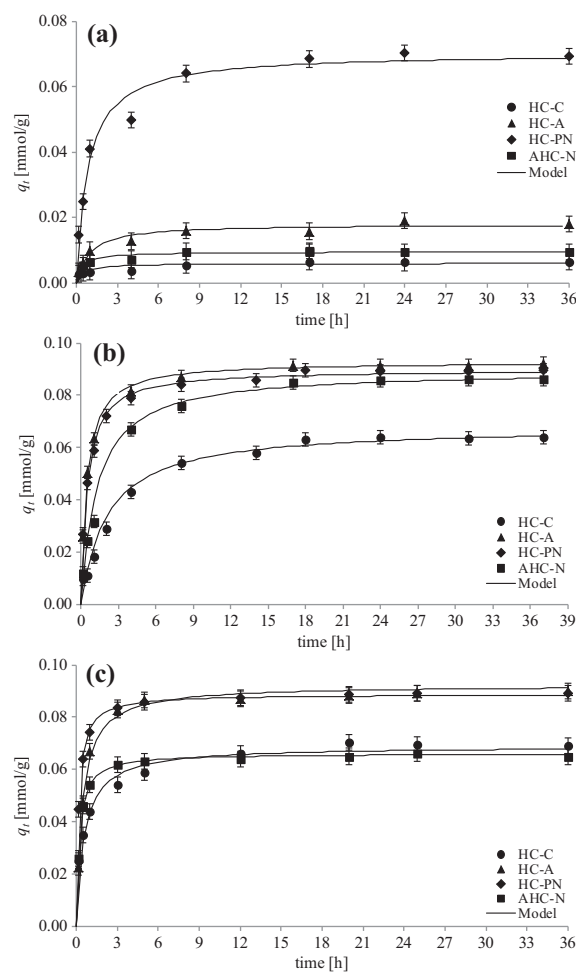 (a)
0.08
0.06
0.04
0.02
0.00
q_t [mmol/g]
HC-C
HC-A
HC-PN
AHC-N
Model
0 3 6 9 12 15 18 21 24 27 30 33 36
time [h]
(b)
0.10
0.08
0.06
0.04
0.02
0.00
q_t [mmol/g]
HC-C
HC-A
HC-PN
AHC-N
Model
0 3 6 9 12 15 18 21 24 27 30 33 36 39
time [h]
(c)
0.10
0.08
0.06
0.04
0.02
0.00
q_t [mmol/g]
HC-C
HC-A
HC-PN
AHC-N
Model
0 3 6 9 12 15 18 21 24 27 30 33 36
time [h]